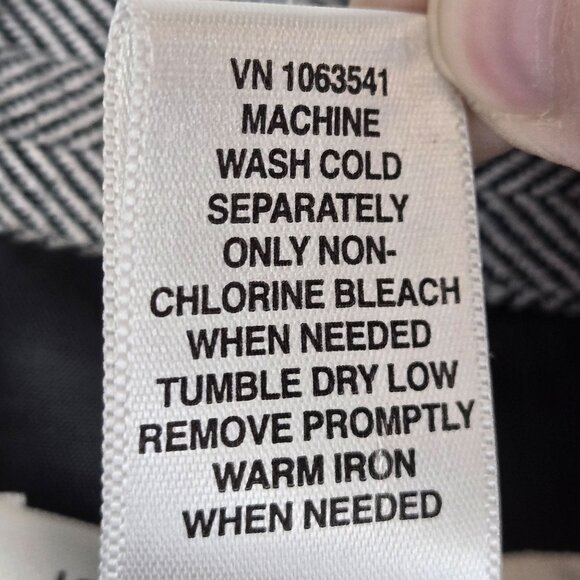 VN 1063541
MACHINE
WASH COLD
SEPARATELY
ONLY NON-
CHLORINE BLEACH
WHEN NEEDED
TUMBLE DRY LOW
REMOVE PROMPTLY
WARM IRON
WHEN NEEDED